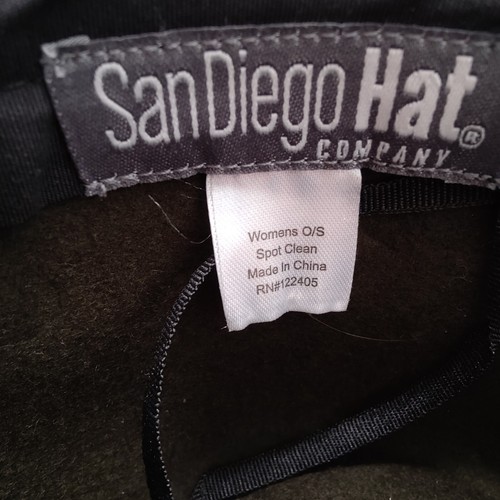 San Diego Hat®
COMPANY
Womens O/S
Spot Clean
Made In China
RN#122405